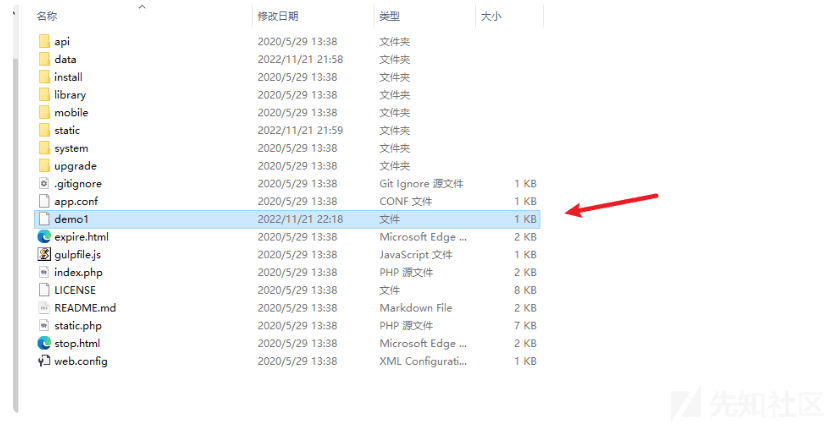 名称 修改日期 类型 大小
api 2020/5/29 13:38 文件夹
data 2022/11/21 21:58 文件夹
install 2020/5/29 13:38 文件夹
library 2020/5/29 13:38 文件夹
mobile 2020/5/29 13:38 文件夹
static 2022/11/21 21:59 文件夹
system 2020/5/29 13:38 文件夹
upgrade 2020/5/29 13:38 文件夹
.gitignore 2020/5/29 13:38 Git Ignore 源文件 1 KB
app.conf 2020/5/29 13:38 CONF 文件 1 KB
demo1 2022/11/21 22:18 文件 1 KB
expire.html 2020/5/29 13:38 Microsoft Edge ... 2 KB
gulpfile.js 2020/5/29 13:38 JavaScript 文件 1 KB
index.php 2020/5/29 13:38 PHP 源文件 2 KB
LICENSE 2020/5/29 13:38 文件 8 KB
README.md 2020/5/29 13:38 Markdown File 2 KB
static.php 2020/5/29 13:38 PHP 源文件 7 KB
stop.html 2020/5/29 13:38 Microsoft Edge ... 2 KB
web.config 2020/5/29 13:38 XML Configurati... 1 KB
先知社区